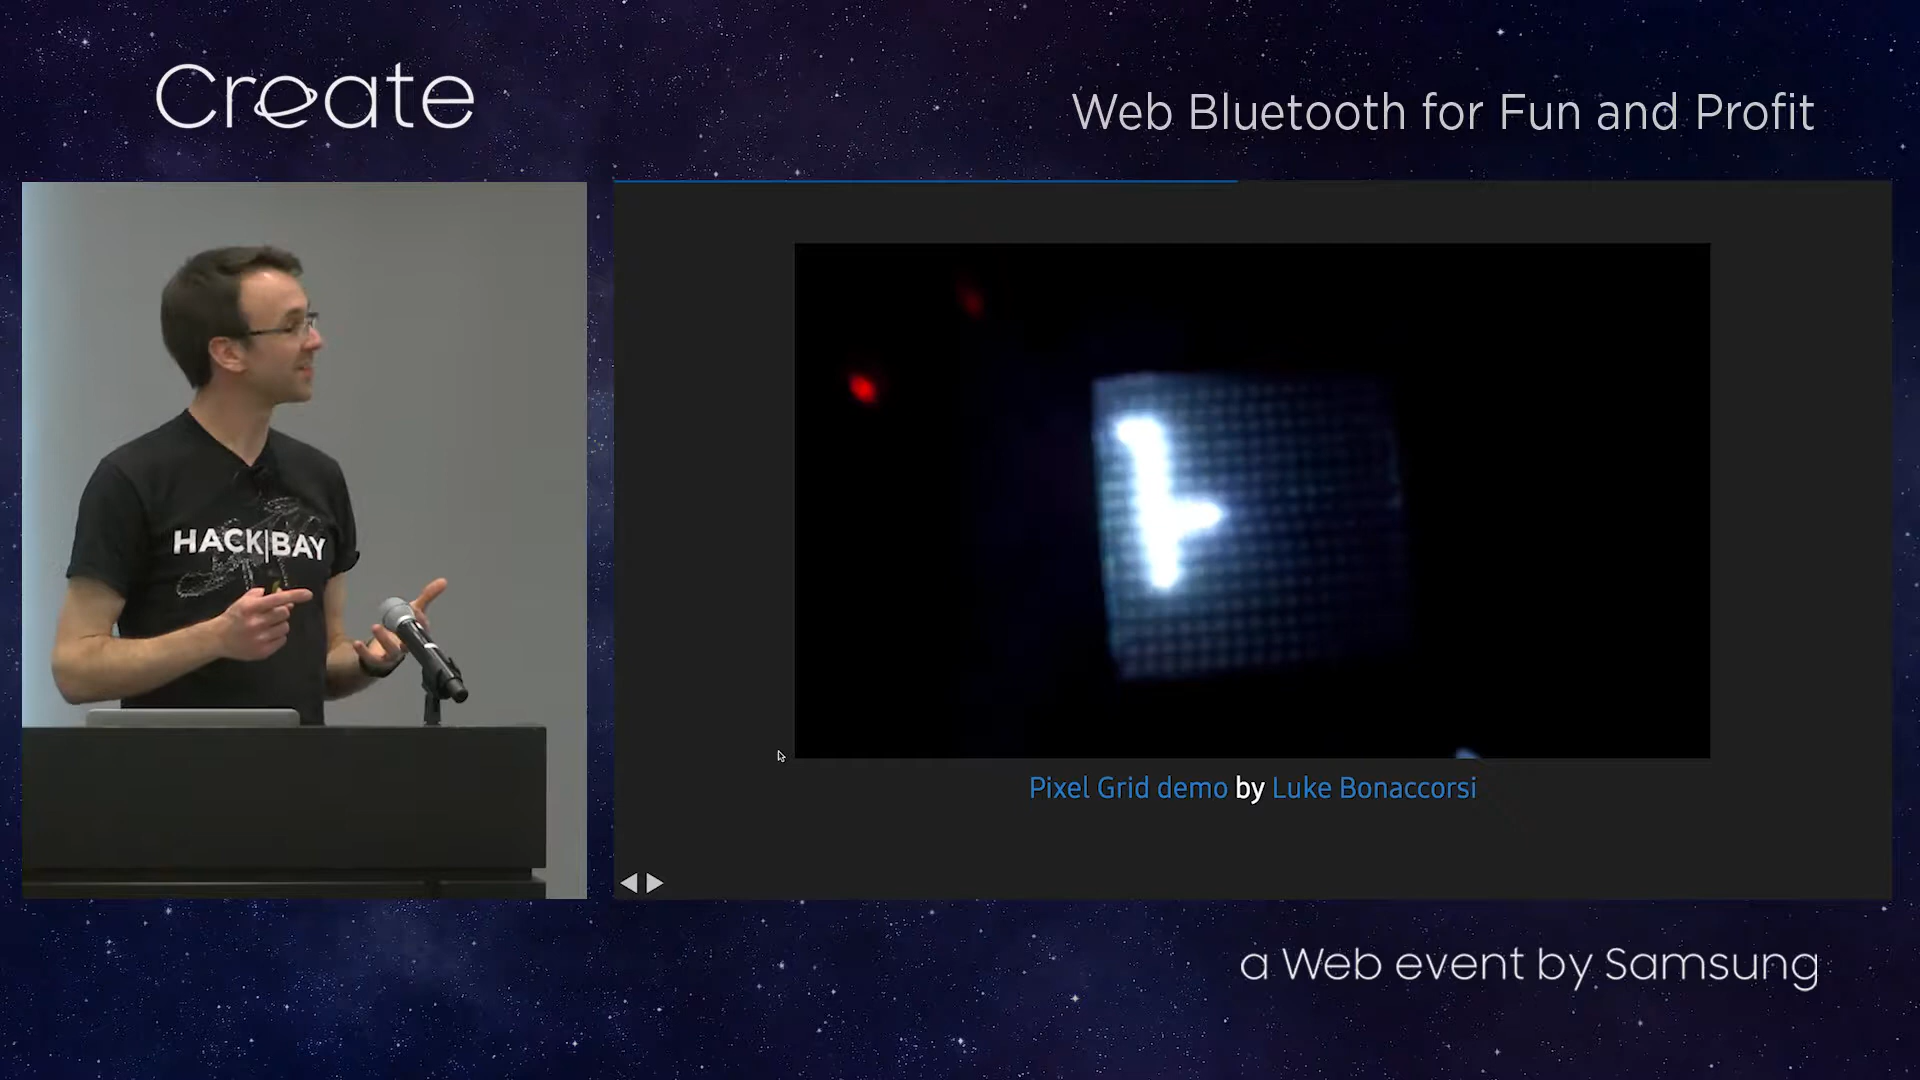 Create
Web Bluetooth for Fun and Profit
HACK|BAY
Pixel Grid demo by Luke Bonaccorsi
a Web event by Samsung